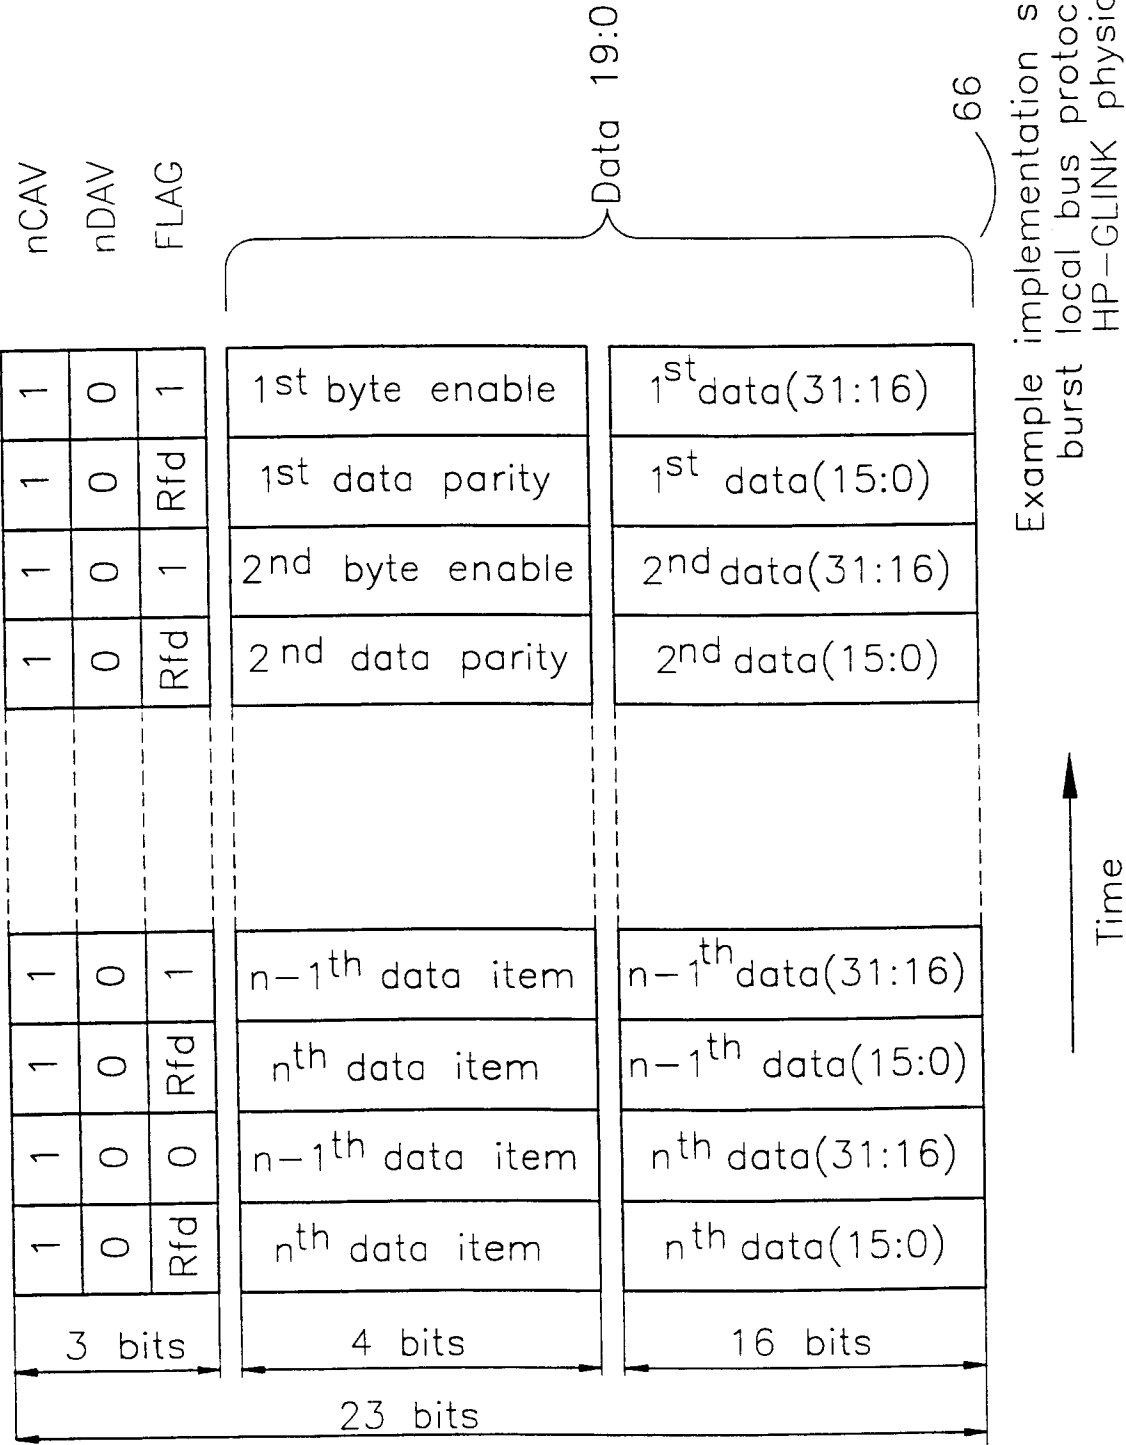 nCAV
nDAV
FLAG
Data 19:0
66
1 0 1 1st byte enable 1st data(31:16)
1 0 Rfd 1st data parity 1st data(15:0)
1 0 1 2nd byte enable 2nd data(31:16)
1 0 Rfd 2nd data parity 2nd data(15:0)
1 0 1 n-1th data item n-1th data(31:16)
1 0 Rfd nth data item n-1th data(15:0)
1 0 0 n-1th data item nth data(31:16)
1 0 Rfd nth data item nth data(15:0)
3 bits 4 bits 16 bits
23 bits
Time
Example implementation
burst local bus
HP-GLINK